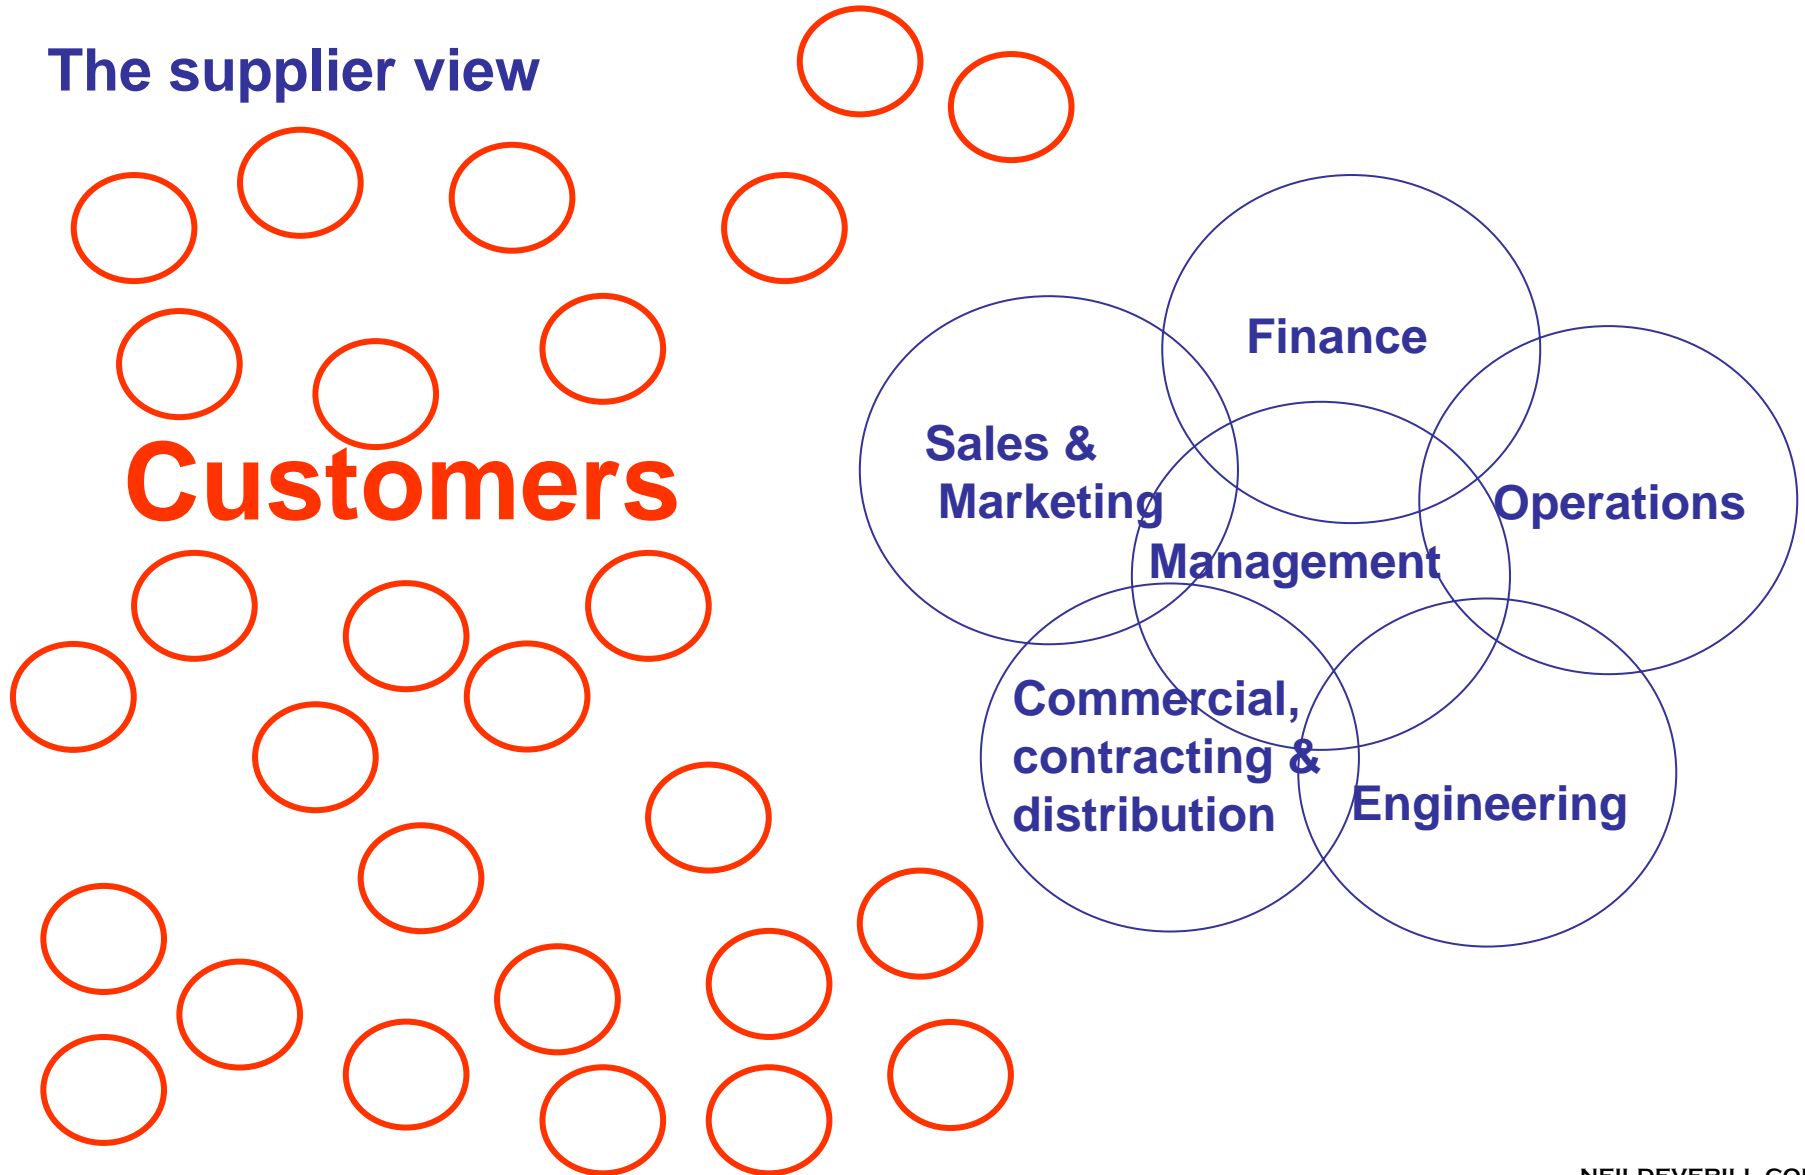 The supplier view
Finance
Sales &
Marketing
Customers
Operations
Management
Commercial,
contracting &
distribution
Engineering